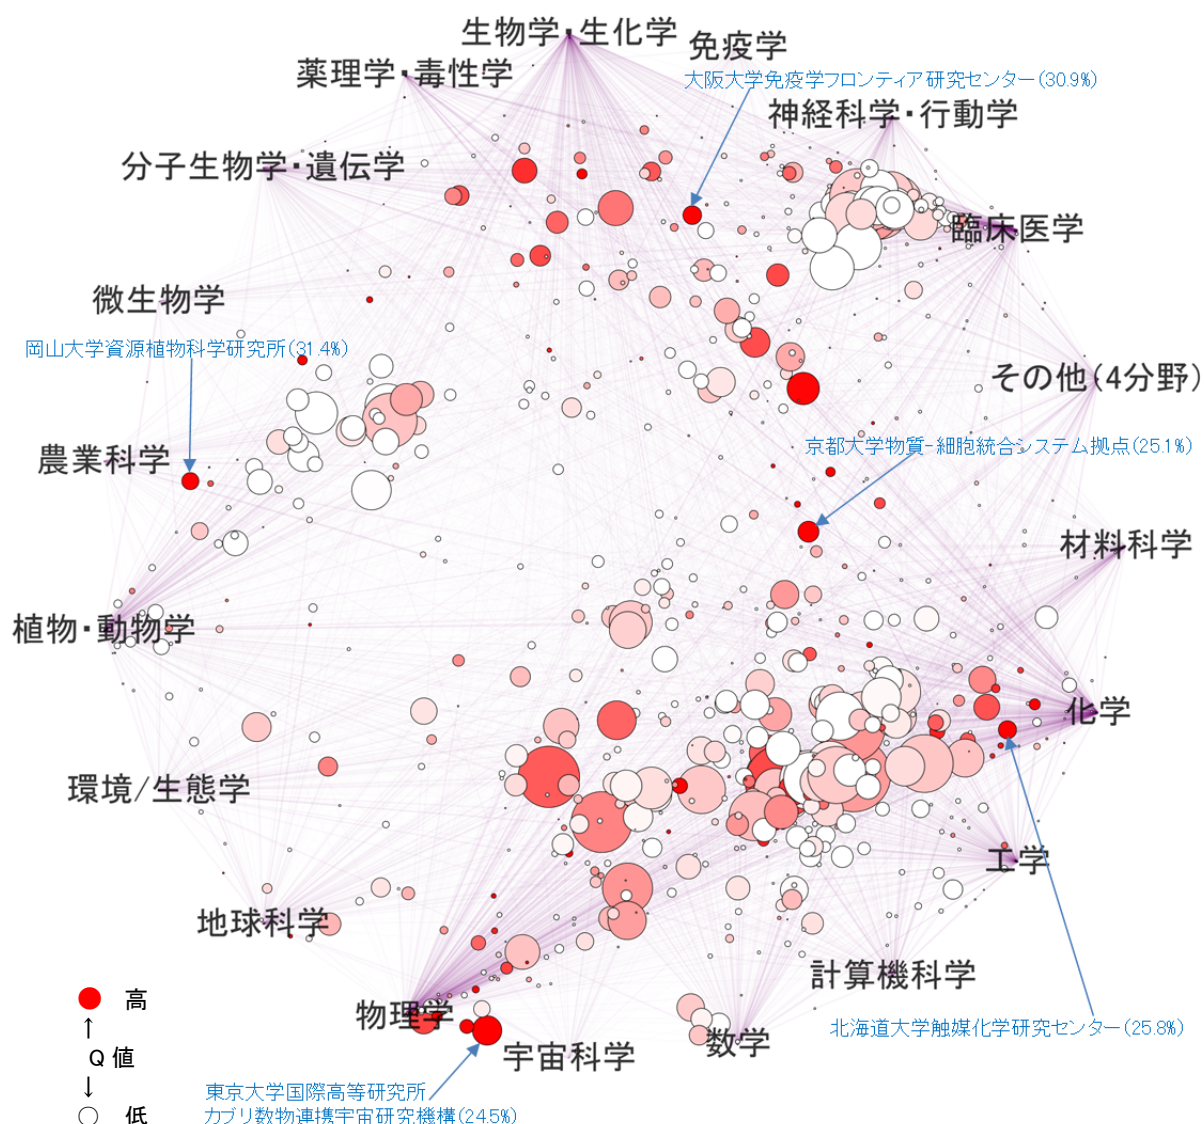 生物学・生化学
免疫学
薬理学・毒性学
大阪大学免疫学フロンティア研究センター(30.9%)
神経科学・行動学
分子生物学・遺伝学
臨床医学
微生物学
岡山大学資源植物科学研究所(31.4%)
その他(4分野)
京都大学物質-細胞統合システム拠点(25.1%)
農業科学
材料科学
植物・動物学
化学
環境/生態学
工学
地球科学
計算機科学
高
物理学
北海道大学触媒化学研究センター(25.8%)
↑
Q値
↓
宇宙科学
数学
東京大学国際高等研究所
カブリ数物連携宇宙研究機構(24.5%)
低